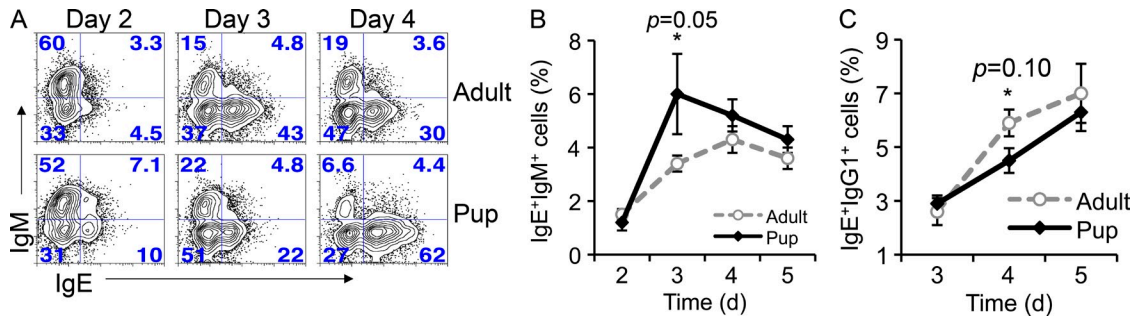 A Day 2 Day 3 Day 4
60 3.3 15 4.8 19 3.6
Adult
33 4.5 37 43 47 30
52 7.1 22 4.8 6.6 4.4
Pup
31 10 51 22 27 62
IgM
IgE
B
p=0.05
*
IgE+IgM+ cells (%)
8
6
4
2
0
Adult
Pup
2 3 4 5
Time (d)
C
p=0.10
*
IgE+IgG1+ cells (%)
9
7
5
3
1
Adult
Pup
3 4 5
Time (d)